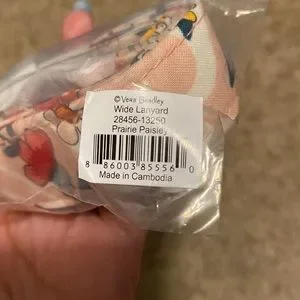 ©Vera Bradley
Wide Lanyard
28456-13250
Prairie Paisley
8 86003 85556 0
Made in Cambodia